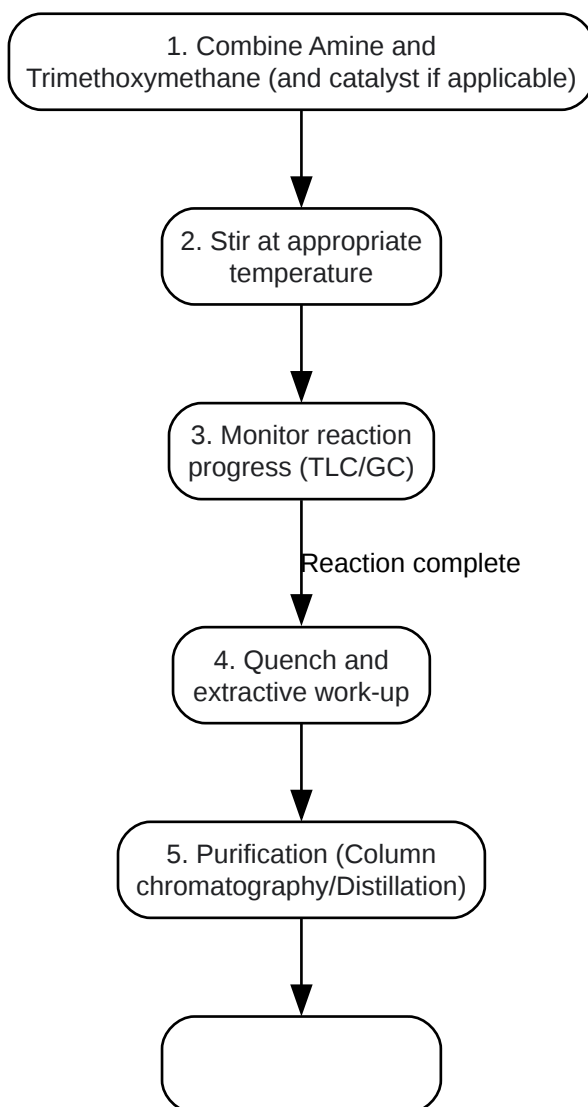 1. Combine Amine and
Trimethoxymethane (and catalyst if applicable)
2. Stir at appropriate
temperature
3. Monitor reaction
progress (TLC/GC)
Reaction complete
4. Quench and
extractive work-up
5. Purification (Column
chromatography/Distillation)